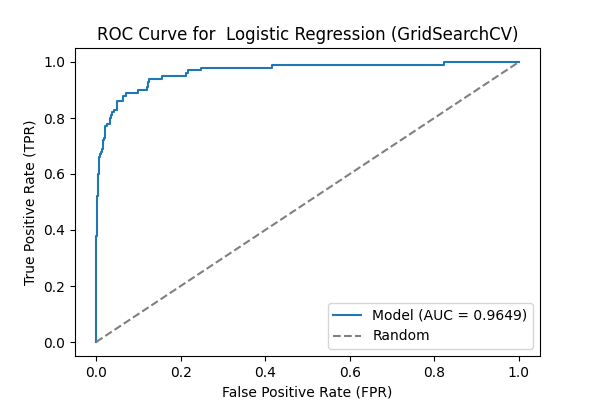 ROC Curve for  Logistic Regression (GridSearchCV)
True Positive Rate (TPR)
1.0
0.8
0.6
0.4
0.2
0.0
Model (AUC = 0.9649)
Random
0.0 0.2 0.4 0.6 0.8 1.0
False Positive Rate (FPR)